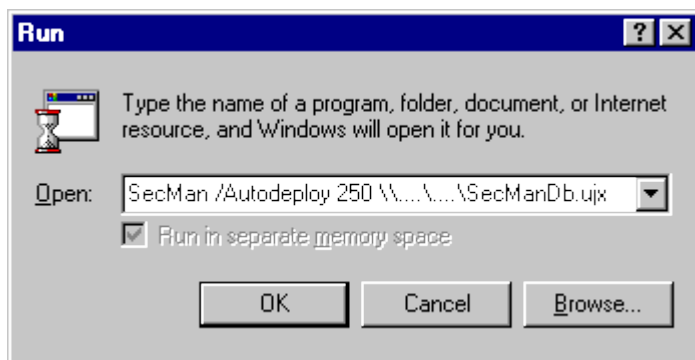 Run
Type the name of a program, folder, document, or Internet
resource, and Windows will open it for you.
Open: SecMan /Autodeploy 250 \\....\....\SecManDb.ujx
Run in separate memory space
OK Cancel Browse...